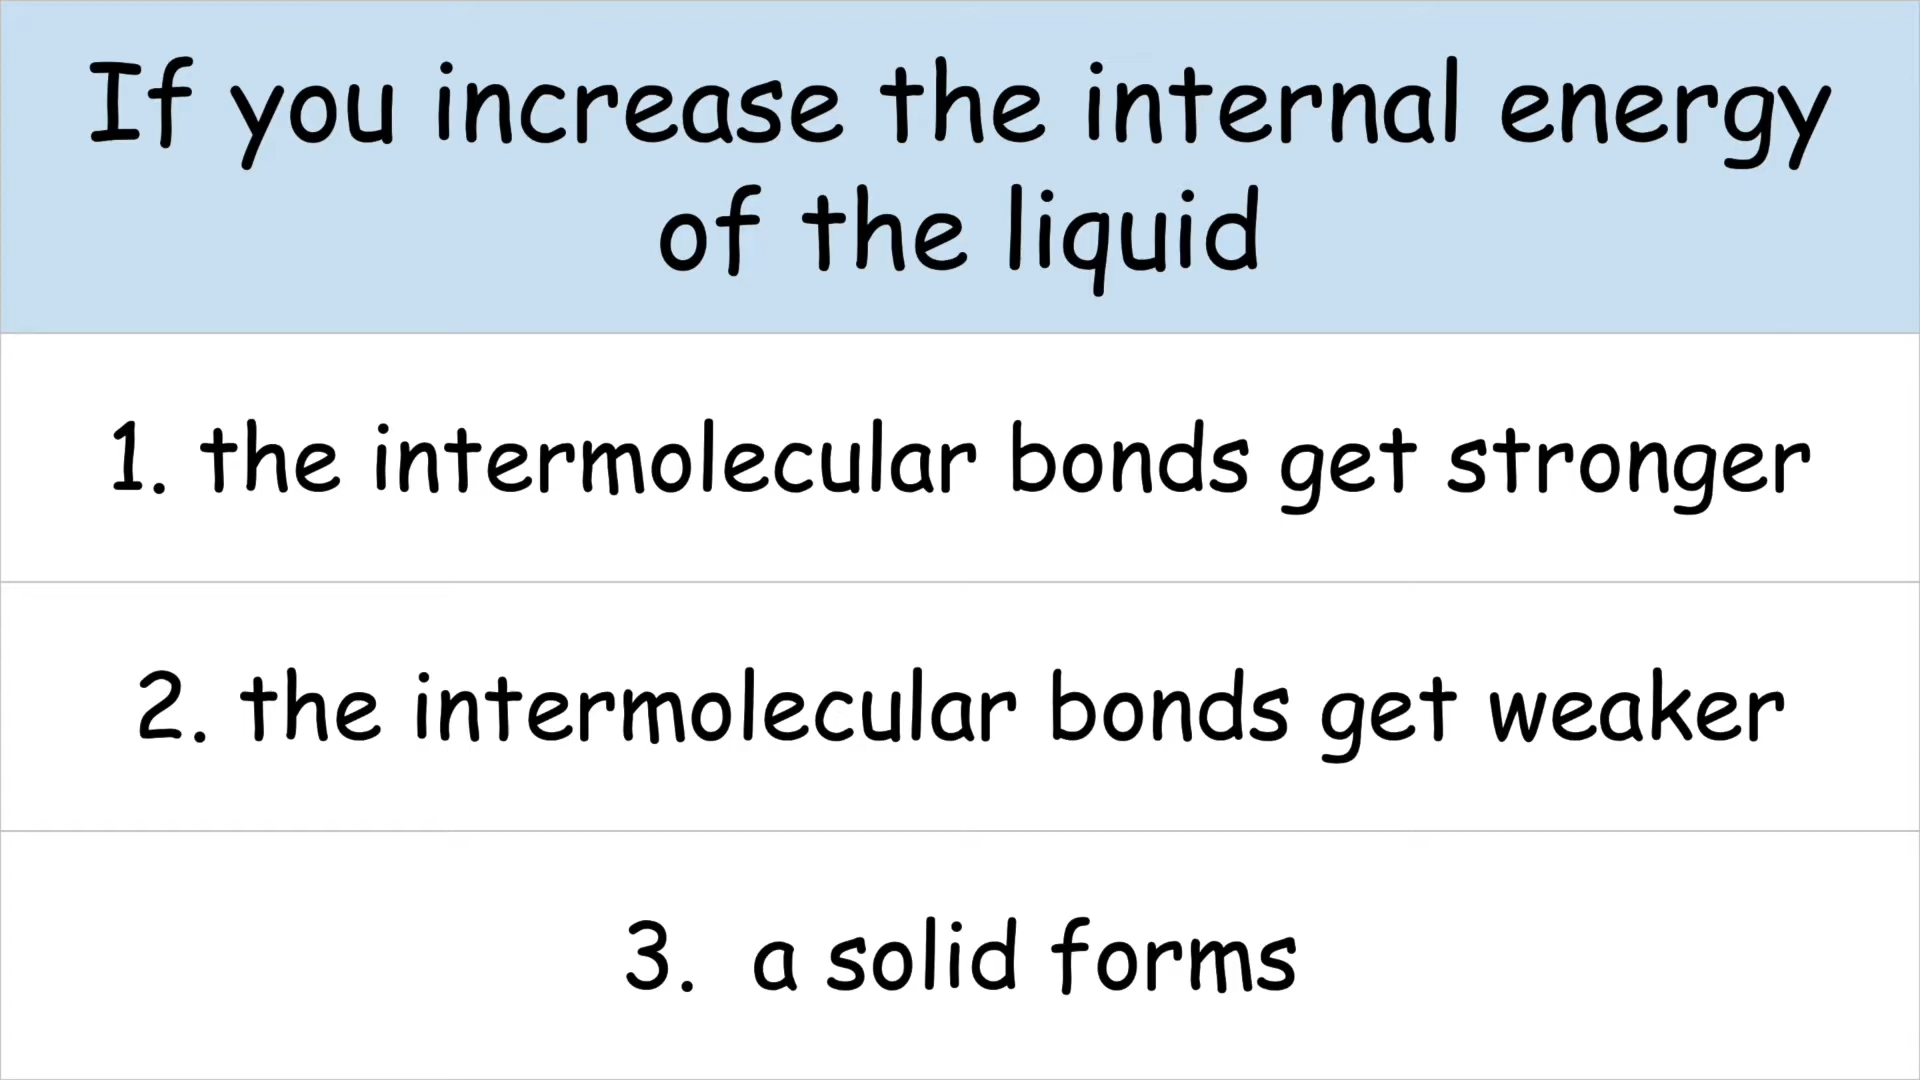 If you increase the internal energy
of the liquid
1. the intermolecular bonds get stronger
2. the intermolecular bonds get weaker
3. a solid forms